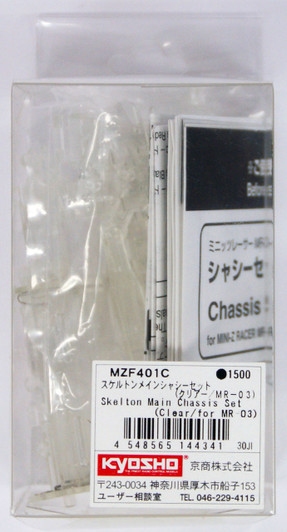 ミニッツレーサー MR-03
シャシーセ
Chassis
for MINI-Z RACER MR-
MZF401C ●1500
スケルトンメインシャシーセット
(クリアー/MR-03)
Skelton Main Chassis Set
(Clear/for MR-03)
4 548565 144341 30JI
KYOSHO 京商株式会社
〒243-0034 神奈川県厚木市船子153
ユーザー相談室 TEL. 046-229-4115